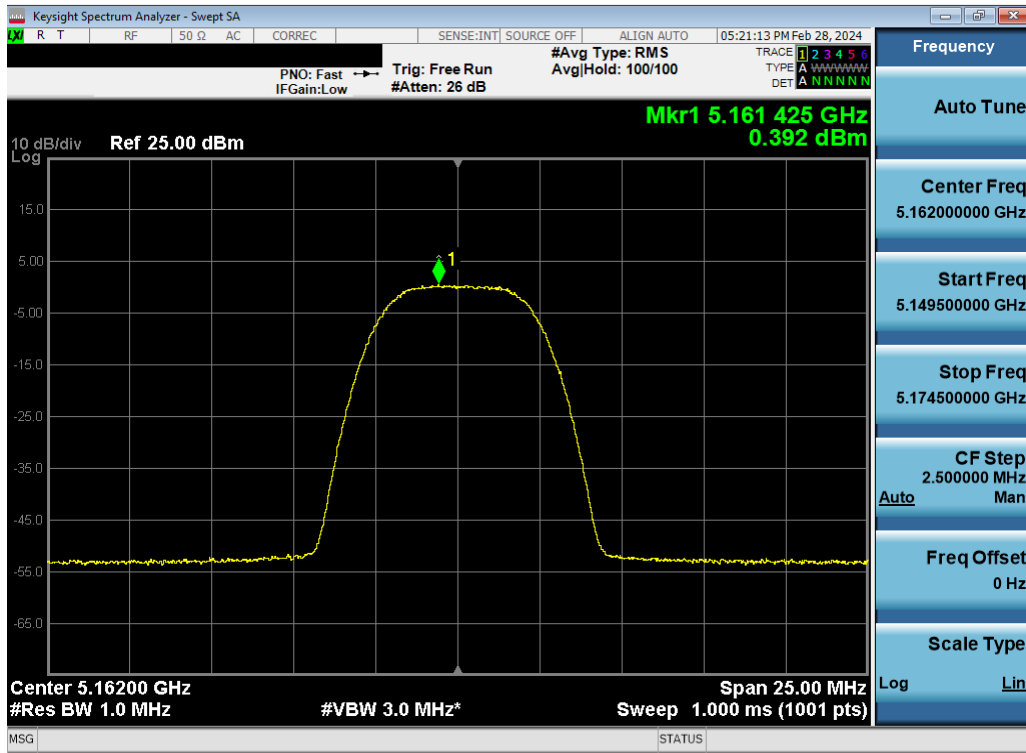 Keysight Spectrum Analyzer - Swept SA
LXI R T RF 50 Ω AC CORREC SENSE:INT SOURCE OFF ALIGN AUTO 05:21:13 PM Feb 28, 2024
PNO: Fast
IFGain:Low
Trig: Free Run
#Atten: 26 dB
#Avg Type: RMS
Avg|Hold: 100/100
TRACE 1 2 3 4 5 6
TYPE A WWWWW
DET A N N N N N
Mkr1 5.161 425 GHz
0.392 dBm
10 dB/div Ref 25.00 dBm
Log
15.0
5.00
-5.00
-15.0
-25.0
-35.0
-45.0
-55.0
-65.0
1
Center 5.16200 GHz Span 25.00 MHz
#Res BW 1.0 MHz #VBW 3.0 MHz* Sweep 1.000 ms (1001 pts)
MSG STATUS
Frequency
Auto Tune
Center Freq
5.162000000 GHz
Start Freq
5.149500000 GHz
Stop Freq
5.174500000 GHz
CF Step
2.500000 MHz
Auto Man
Freq Offset
0 Hz
Scale Type
Log Lin